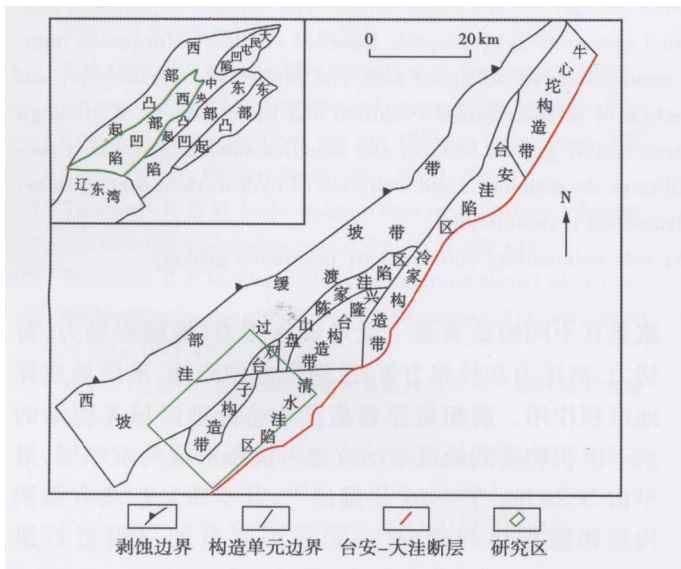 0 20km
西部凸起
西部凹陷
中央凸起
东部凹陷
东部凸起
大民屯凹陷
辽东湾
牛心坨构造带
台安洼陷区
N
西部缓坡带
坡洼过渡带
陈家洼陷区
冷家构造带
兴隆台构造带
盘山
双台子构造带
清水洼陷区
剥蚀边界 构造单元边界 台安-大洼断层 研究区